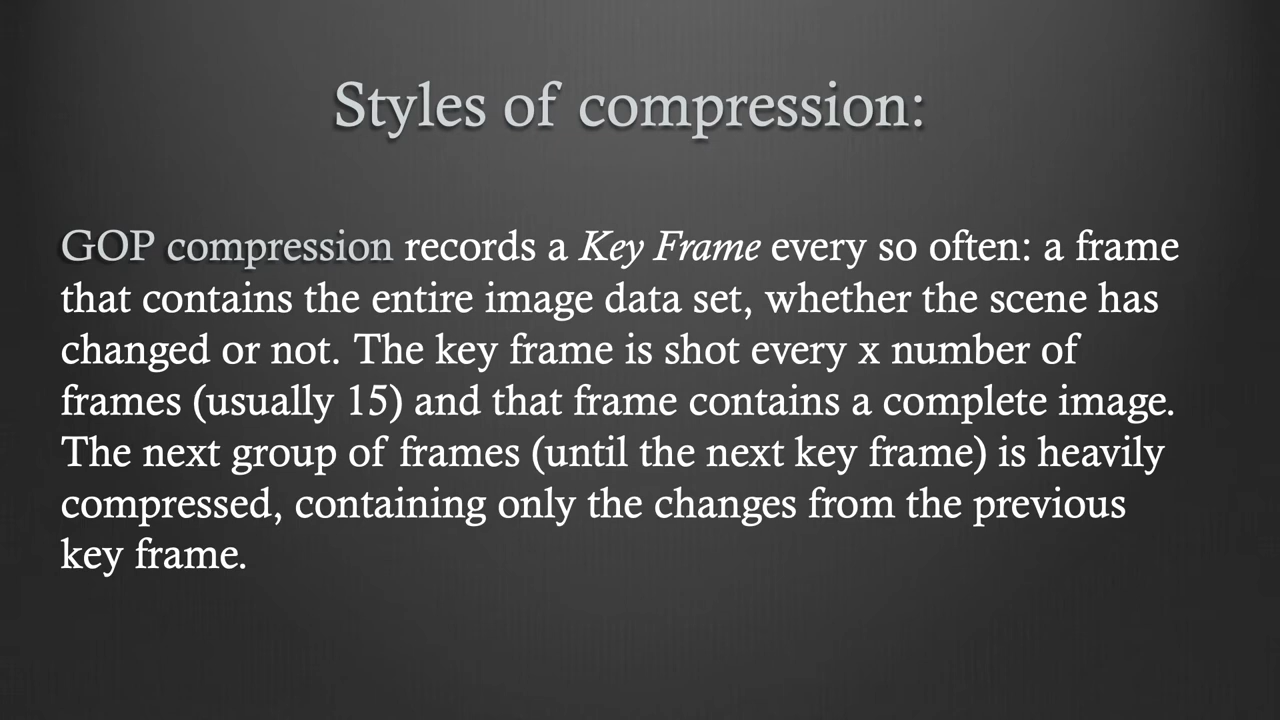 Styles of compression:
GOP compression records a Key Frame every so often: a frame
that contains the entire image data set, whether the scene has
changed or not. The key frame is shot every x number of
frames (usually 15) and that frame contains a complete image.
The next group of frames (until the next key frame) is heavily
compressed, containing only the changes from the previous
key frame.